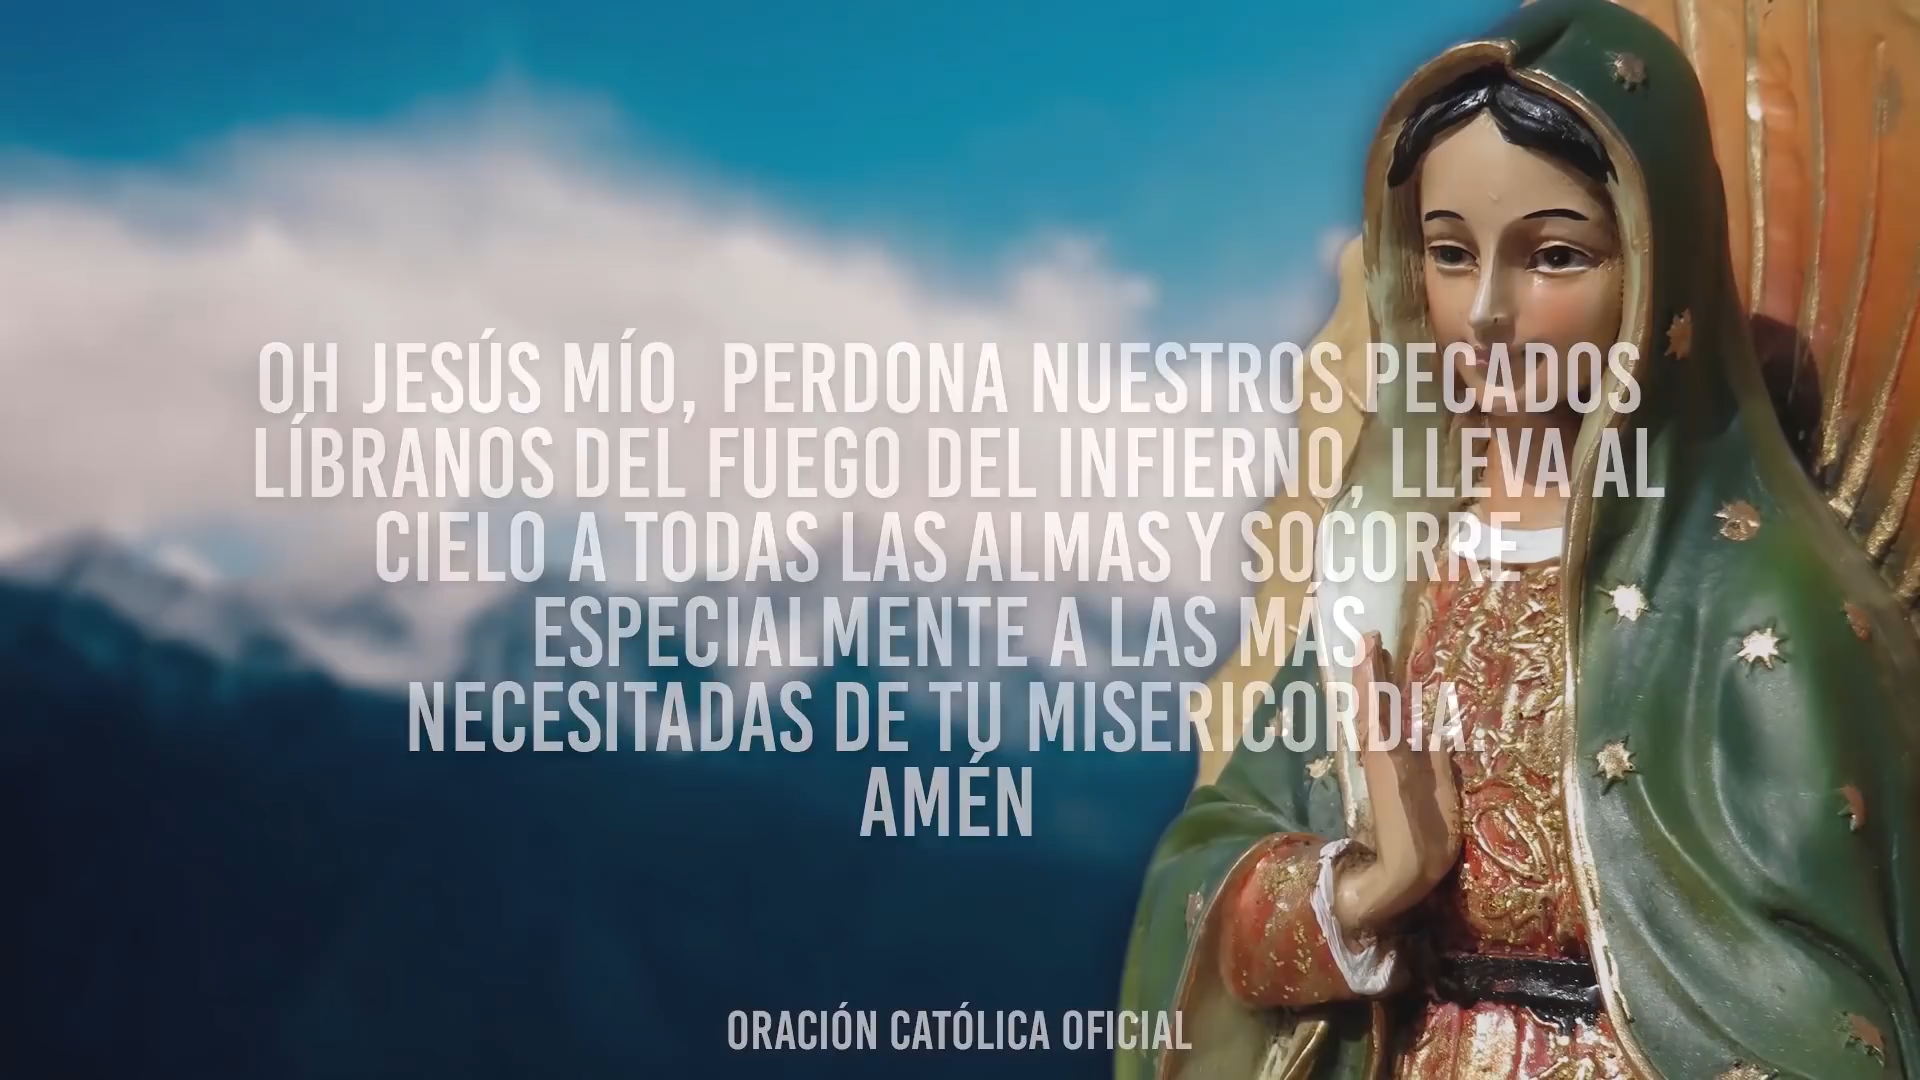 OH JESÚS MÍO, PERDONA NUESTROS PECADOS
LÍBRANOS DEL FUEGO DEL INFIERNO, LLEVA AL
CIELO A TODAS LAS ALMAS Y SOCORRE
ESPECIALMENTE A LAS MÁS
NECESITADAS DE TU MISERICORDIA.
AMÉN
ORACIÓN CATÓLICA OFICIAL